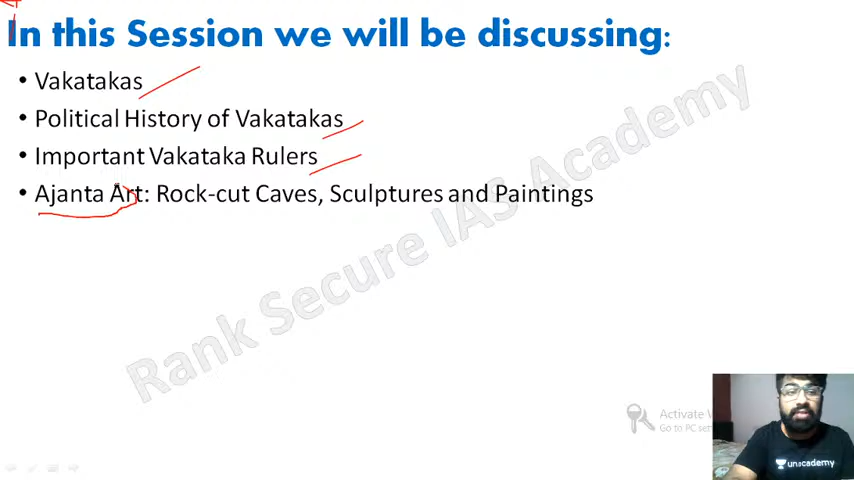 In this Session we will be discussing:
• Vakatakas
• Political History of Vakatakas
• Important Vakataka Rulers
• Ajanta Art: Rock-cut Caves, Sculptures and Paintings
Rank Secure IAS Academy
Activate
Go to PC
unacademy